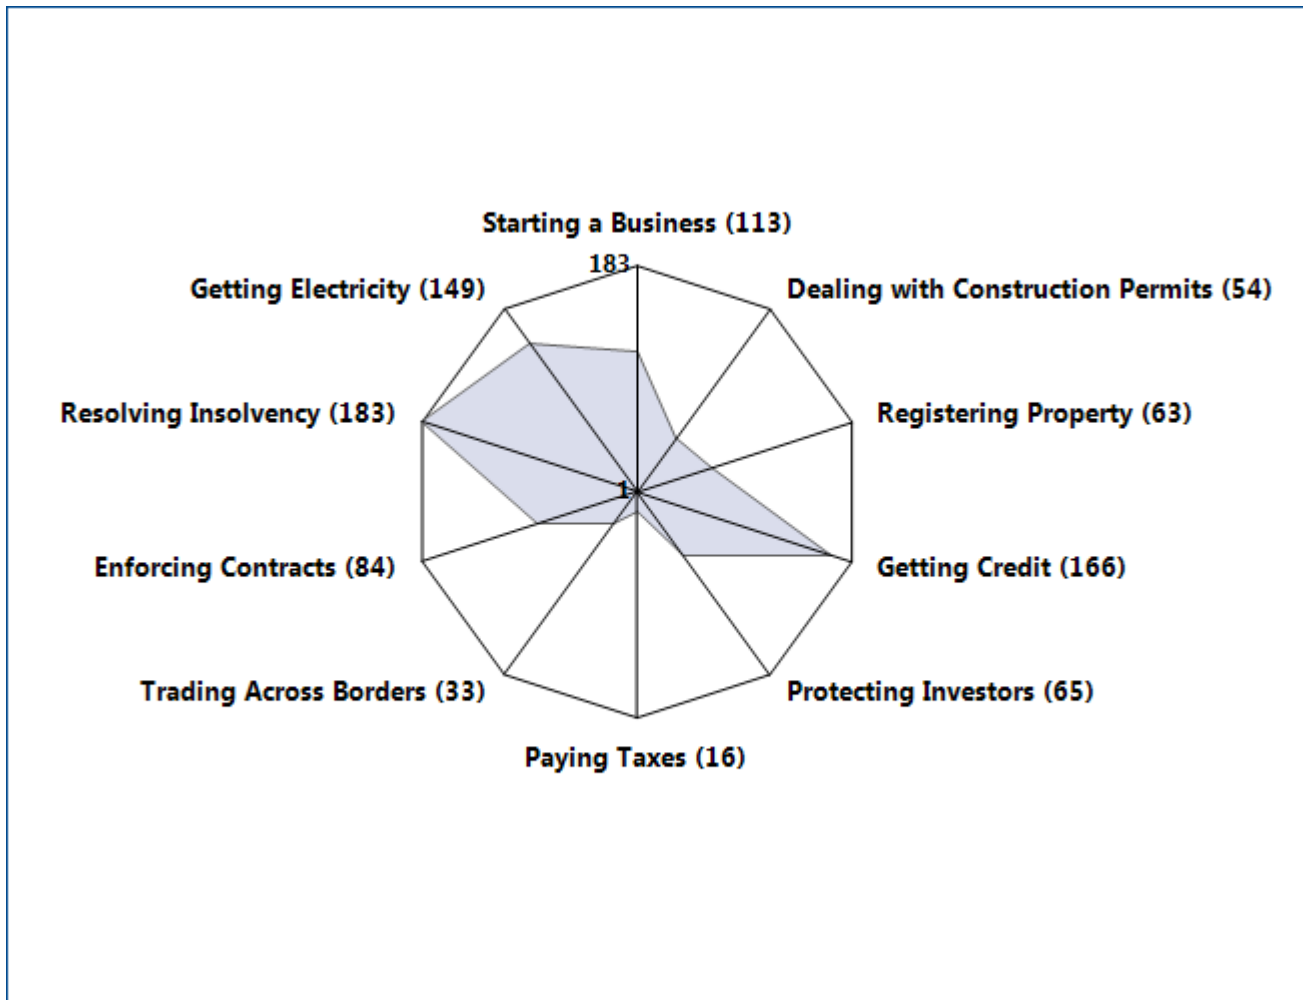 Starting a Business (113)
183
Getting Electricity (149)
Dealing with Construction Permits (54)
Resolving Insolvency (183)
Registering Property (63)
1
Enforcing Contracts (84)
Getting Credit (166)
Trading Across Borders (33)
Protecting Investors (65)
Paying Taxes (16)